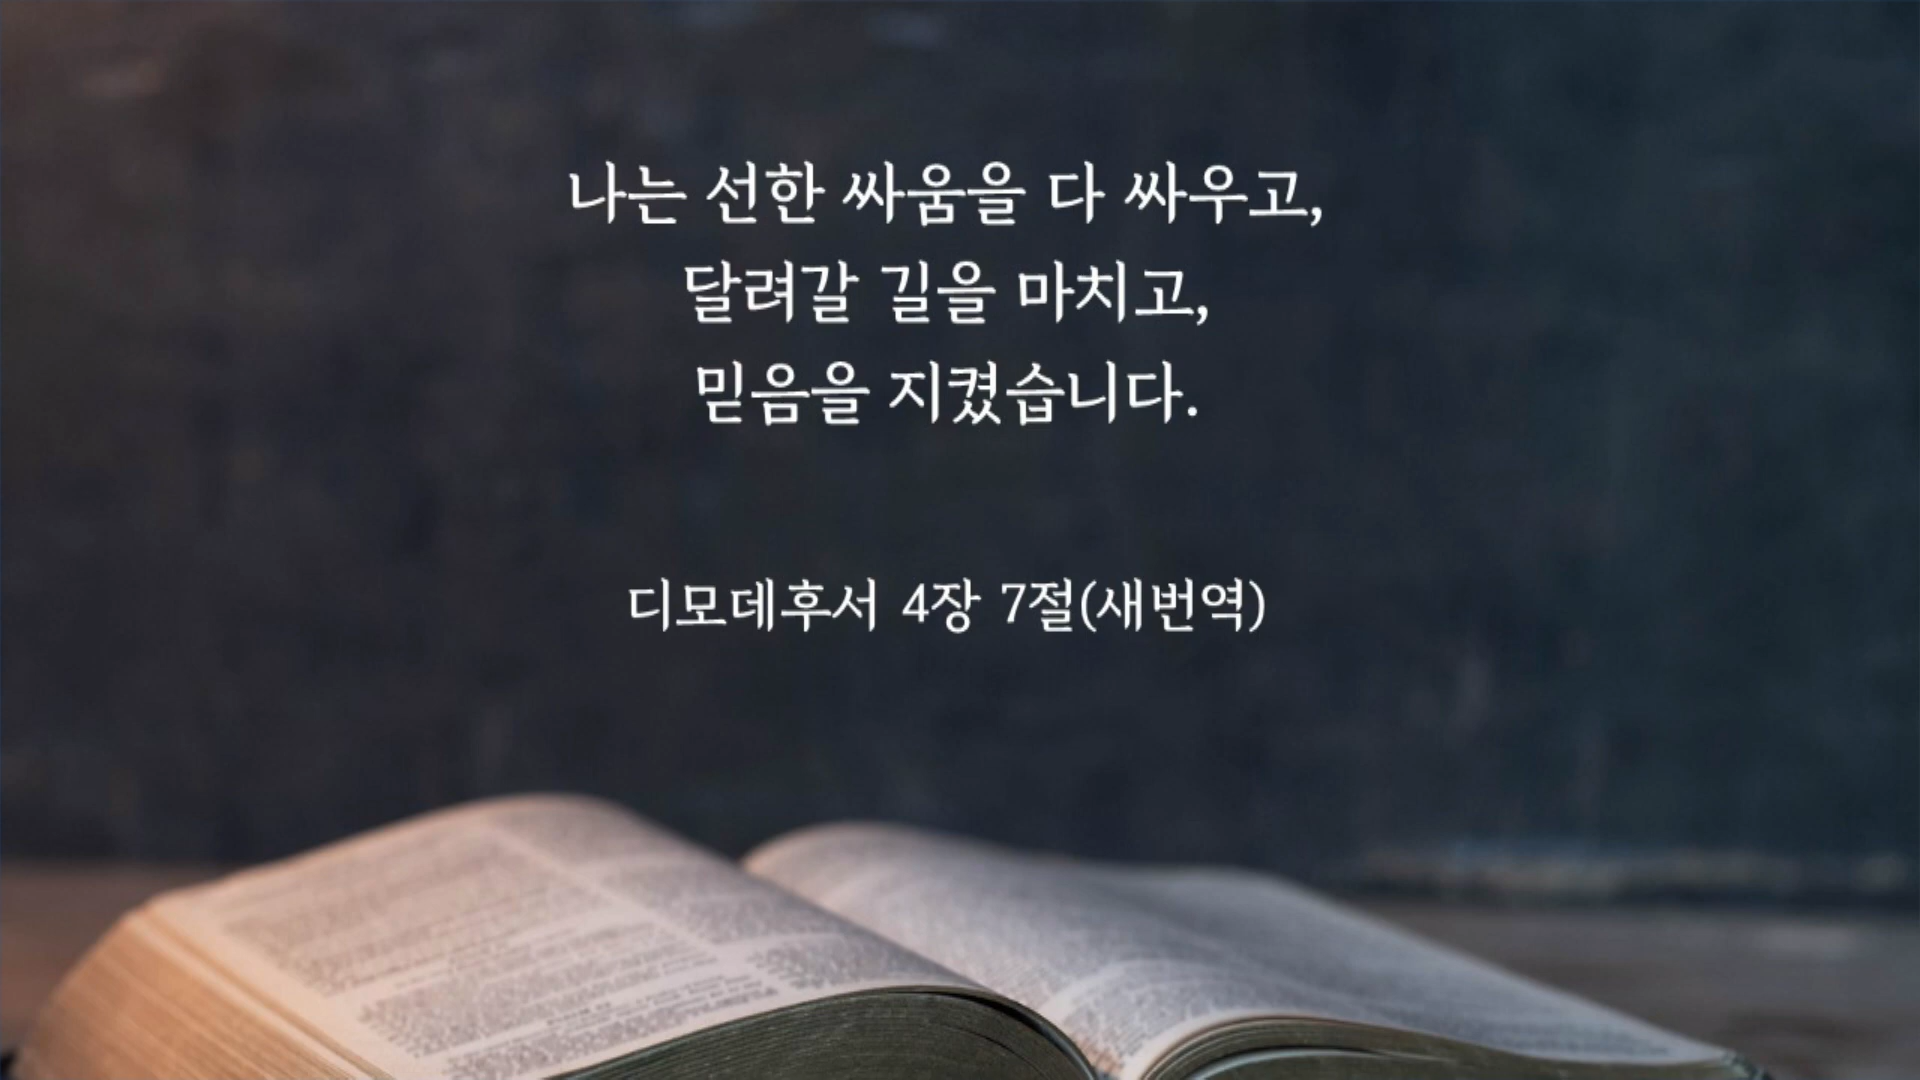 나는 선한 싸움을 다 싸우고,
달려갈 길을 마치고,
믿음을 지켰습니다.
디모데후서 4장 7절(새번역)